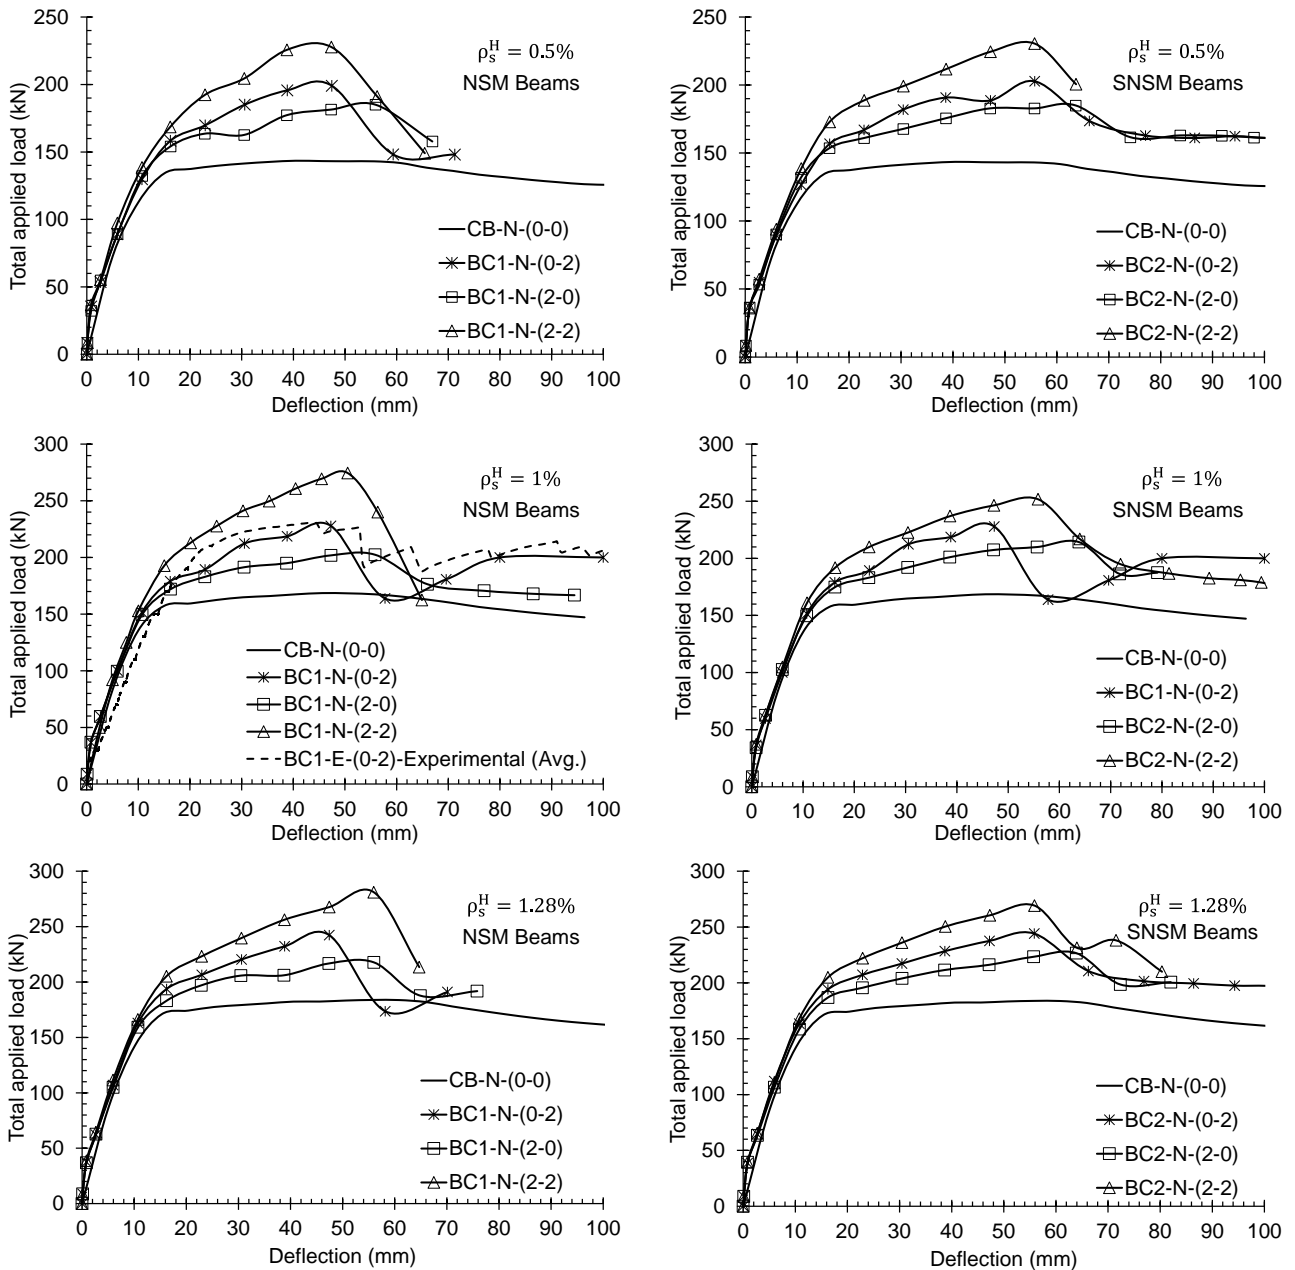 250
200
150
100
50
0
Total applied load (kN)
ρₛᴴ = 0.5%
NSM Beams
CB-N-(0-0)
BC1-N-(0-2)
BC1-N-(2-0)
BC1-N-(2-2)
0 10 20 30 40 50 60 70 80 90 100
Deflection (mm)
250
200
150
100
50
0
Total applied load (kN)
ρₛᴴ = 0.5%
SNSM Beams
CB-N-(0-0)
BC2-N-(0-2)
BC2-N-(2-0)
BC2-N-(2-2)
0 10 20 30 40 50 60 70 80 90 100
Deflection (mm)
300
250
200
150
100
50
0
Total applied load (kN)
ρₛᴴ = 1%
NSM Beams
CB-N-(0-0)
BC1-N-(0-2)
BC1-N-(2-0)
BC1-N-(2-2)
BC1-E-(0-2)-Experimental (Avg.)
0 10 20 30 40 50 60 70 80 90 100
Deflection (mm)
300
250
200
150
100
50
0
Total applied load (kN)
ρₛᴴ = 1%
SNSM Beams
CB-N-(0-0)
BC1-N-(0-2)
BC2-N-(2-0)
BC2-N-(2-2)
0 10 20 30 40 50 60 70 80 90 100
Deflection (mm)
300
250
200
150
100
50
0
Total applied load (kN)
ρₛᴴ = 1.28%
NSM Beams
CB-N-(0-0)
BC1-N-(0-2)
BC1-N-(2-0)
BC1-N-(2-2)
0 10 20 30 40 50 60 70 80 90 100
Deflection (mm)
300
250
200
150
100
50
0
Total applied load (kN)
ρₛᴴ = 1.28%
SNSM Beams
CB-N-(0-0)
BC2-N-(0-2)
BC2-N-(2-0)
BC2-N-(2-2)
0 10 20 30 40 50 60 70 80 90 100
Deflection (mm)